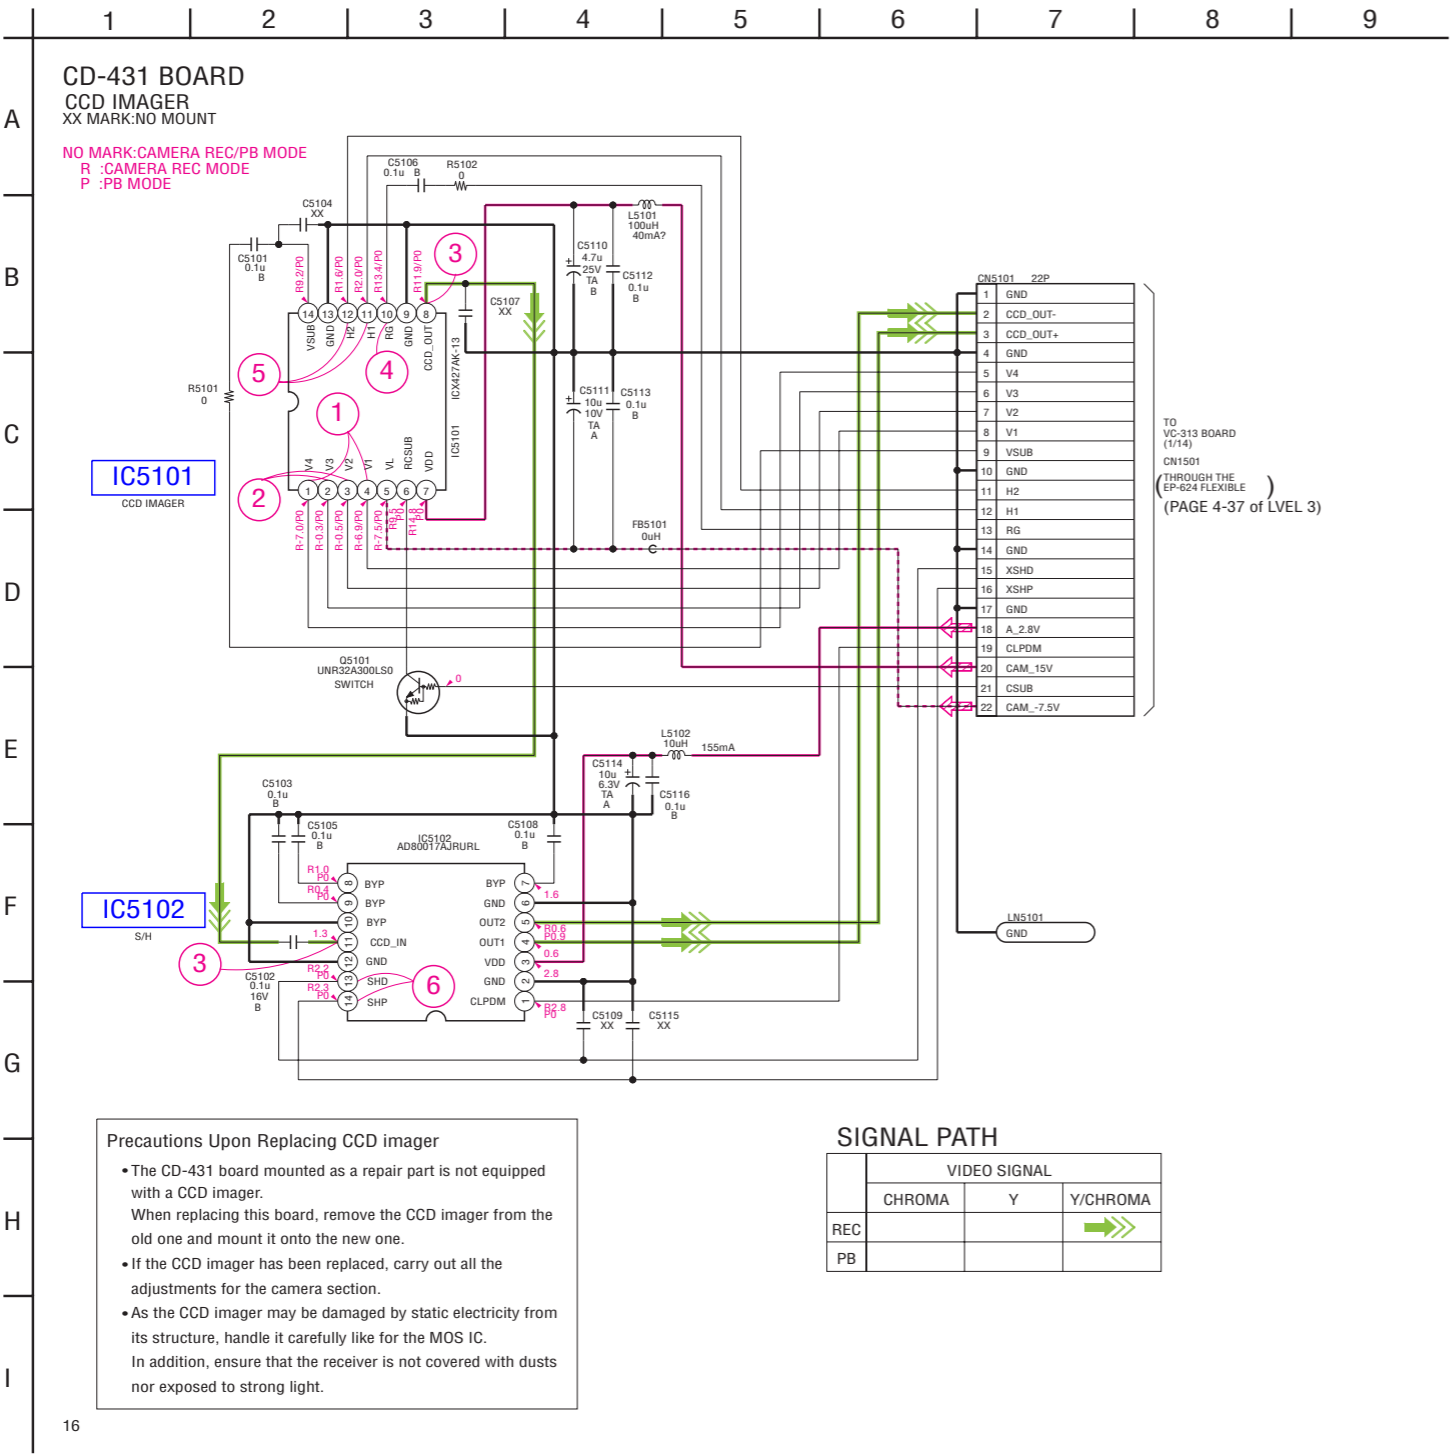 1 2 3 4 5 6 7 8 9
A
B
C
D
E
F
G
H
I
CD-431 BOARD
CCD IMAGER
XX MARK:NO MOUNT
NO MARK:CAMERA REC/PB MODE
R :CAMERA REC MODE
P :PB MODE
C5106
0.1u B
R5102
0
C5104
XX
C5101
0.1u
B
R9.2/P0
R1.6/P0
R2.0/P0
R13.4/P0
R11.9/P0
3
L5101
100uH
40mA?
C5110
4.7u
25V
TA
B
C5112
0.1u
B
C5107
XX
14 13 12 11 10 9 8
VSUB
GND
H2
H1
RG
GND
CCD_OUT
ICX427AK-13
IC5101
5
4
1
2
R5101
0
C5111
10u
10V
TA
A
C5113
0.1u
B
IC5101
CCD IMAGER
V4
V3
V2
V1
VL
RCSUB
VDD
1 2 3 4 5 6 7
R-7.0/P0
R-0.3/P0
R-0.5/P0
R-6.9/P0
R-7.5/P0
R9.5
P0
R14.8
P0
FB5101
0uH
CN5101 22P
1 GND
2 CCD_OUT-
3 CCD_OUT+
4 GND
5 V4
6 V3
7 V2
8 V1
9 VSUB
10 GND
11 H2
12 H1
13 RG
14 GND
15 XSHD
16 XSHP
17 GND
18 A_2.8V
19 CLPDM
20 CAM_15V
21 CSUB
22 CAM_-7.5V
TO
VC-313 BOARD
(1/14)
CN1501
(THROUGH THE
EP-624 FLEXIBLE)
(PAGE 4-37 of LVEL 3)
Q5101
UNR32A300LS0
SWITCH
0
L5102
10uH
155mA
C5114
10u
6.3V
TA
A
C5116
0.1u
B
C5103
0.1u
B
C5105
0.1u
B
IC5102
AD80017AJRURL
C5108
0.1u
B
IC5102
S/H
R1.0
P0
R0.4
P0
1.3
R2.2
P0
R2.3
P0
8 BYP
9 BYP
10 BYP
11 CCD_IN
12 GND
13 SHD
14 SHP
BYP 7
GND 6
OUT2 5
OUT1 4
VDD 3
GND 2
CLPDM 1
1.6
R0.6
P0.9
0.6
2.8
R2.8
P0
3
6
C5102
0.1u
16V
B
C5109
XX
C5115
XX
LN5101
GND
Precautions Upon Replacing CCD imager
• The CD-431 board mounted as a repair part is not equipped
with a CCD imager.
When replacing this board, remove the CCD imager from the
old one and mount it onto the new one.
• If the CCD imager has been replaced, carry out all the
adjustments for the camera section.
• As the CCD imager may be damaged by static electricity from
its structure, handle it carefully like for the MOS IC.
In addition, ensure that the receiver is not covered with dusts
nor exposed to strong light.
SIGNAL PATH
VIDEO SIGNAL
CHROMA Y Y/CHROMA
REC
PB
16